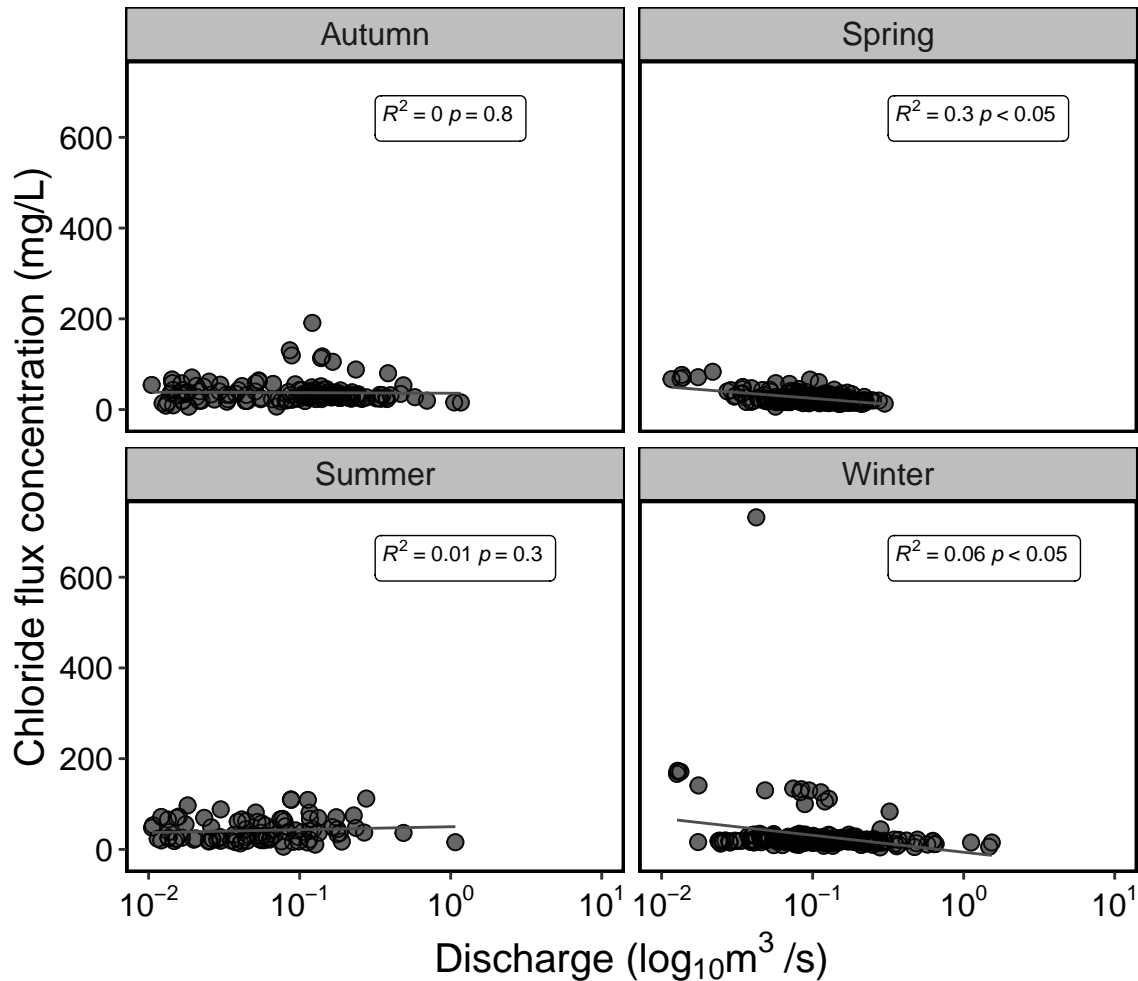 Autumn
Spring
R² = 0 p = 0.8
R² = 0.3 p < 0.05
600
400
200
0
Summer
Winter
R² = 0.01 p = 0.3
R² = 0.06 p < 0.05
600
400
200
0
10⁻² 10⁻¹ 10⁰ 10¹
10⁻² 10⁻¹ 10⁰ 10¹
Chloride flux concentration (mg/L)
Discharge (log₁₀m³ /s)